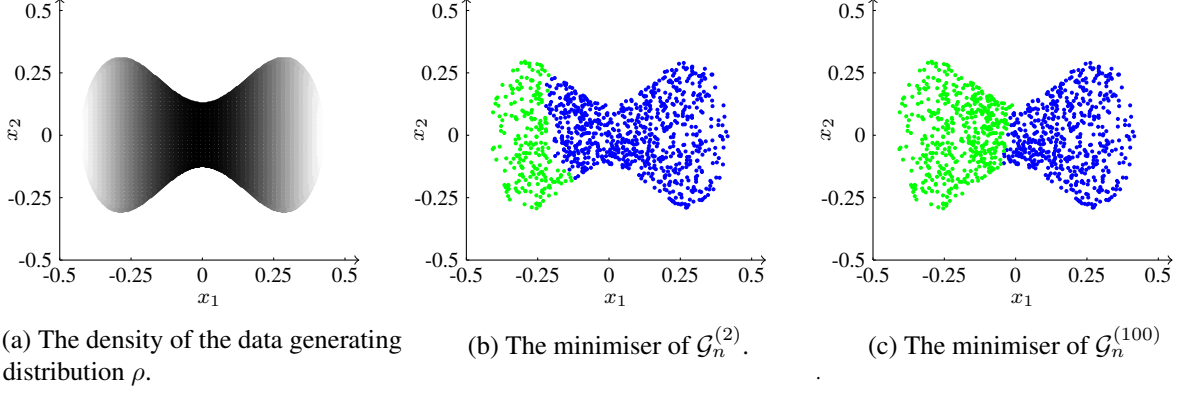 0.5
0.25
0
-0.25
-0.5
x₂
-0.5 -0.25 0 0.25 0.5
x₁
(a) The density of the data generating
distribution ρ.
0.5
0.25
0
-0.25
-0.5
x₂
-0.5 -0.25 0 0.25 0.5
x₁
(b) The minimiser of 𝒢ₙ⁽²⁾.
0.5
0.25
0
-0.25
-0.5
x₂
-0.5 -0.25 0 0.25 0.5
x₁
(c) The minimiser of 𝒢ₙ⁽¹⁰⁰⁾
.